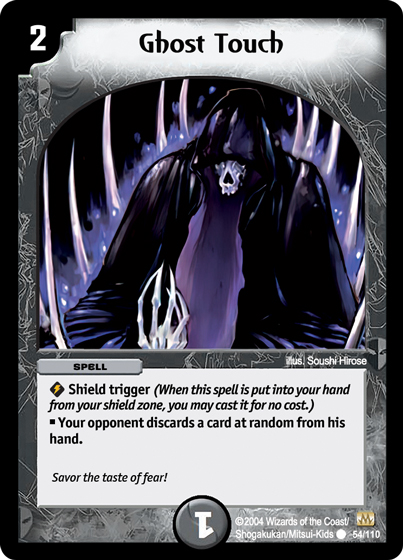 2
Ghost Touch
illus. Soushi Hirose
SPELL
Shield trigger (When this spell is put into your hand
from your shield zone, you may cast it for no cost.)
▪ Your opponent discards a card at random from his
hand.
Savor the taste of fear!
1
©2004 Wizards of the Coast/
Shogakukan/Mitsui-Kids ● 54/110